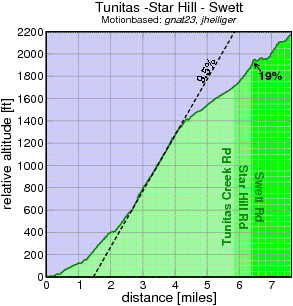 Tunitas -Star Hill - Swett
Motionbased: gnat23, jheiliger
relative altitude [ft]
2200
2000
1800
1600
1400
1200
1000
800
600
400
200
0
9.5%
19%
Tunitas Creek Rd
Star Hill Rd
Swett Rd
0 1 2 3 4 5 6 7
distance [miles]